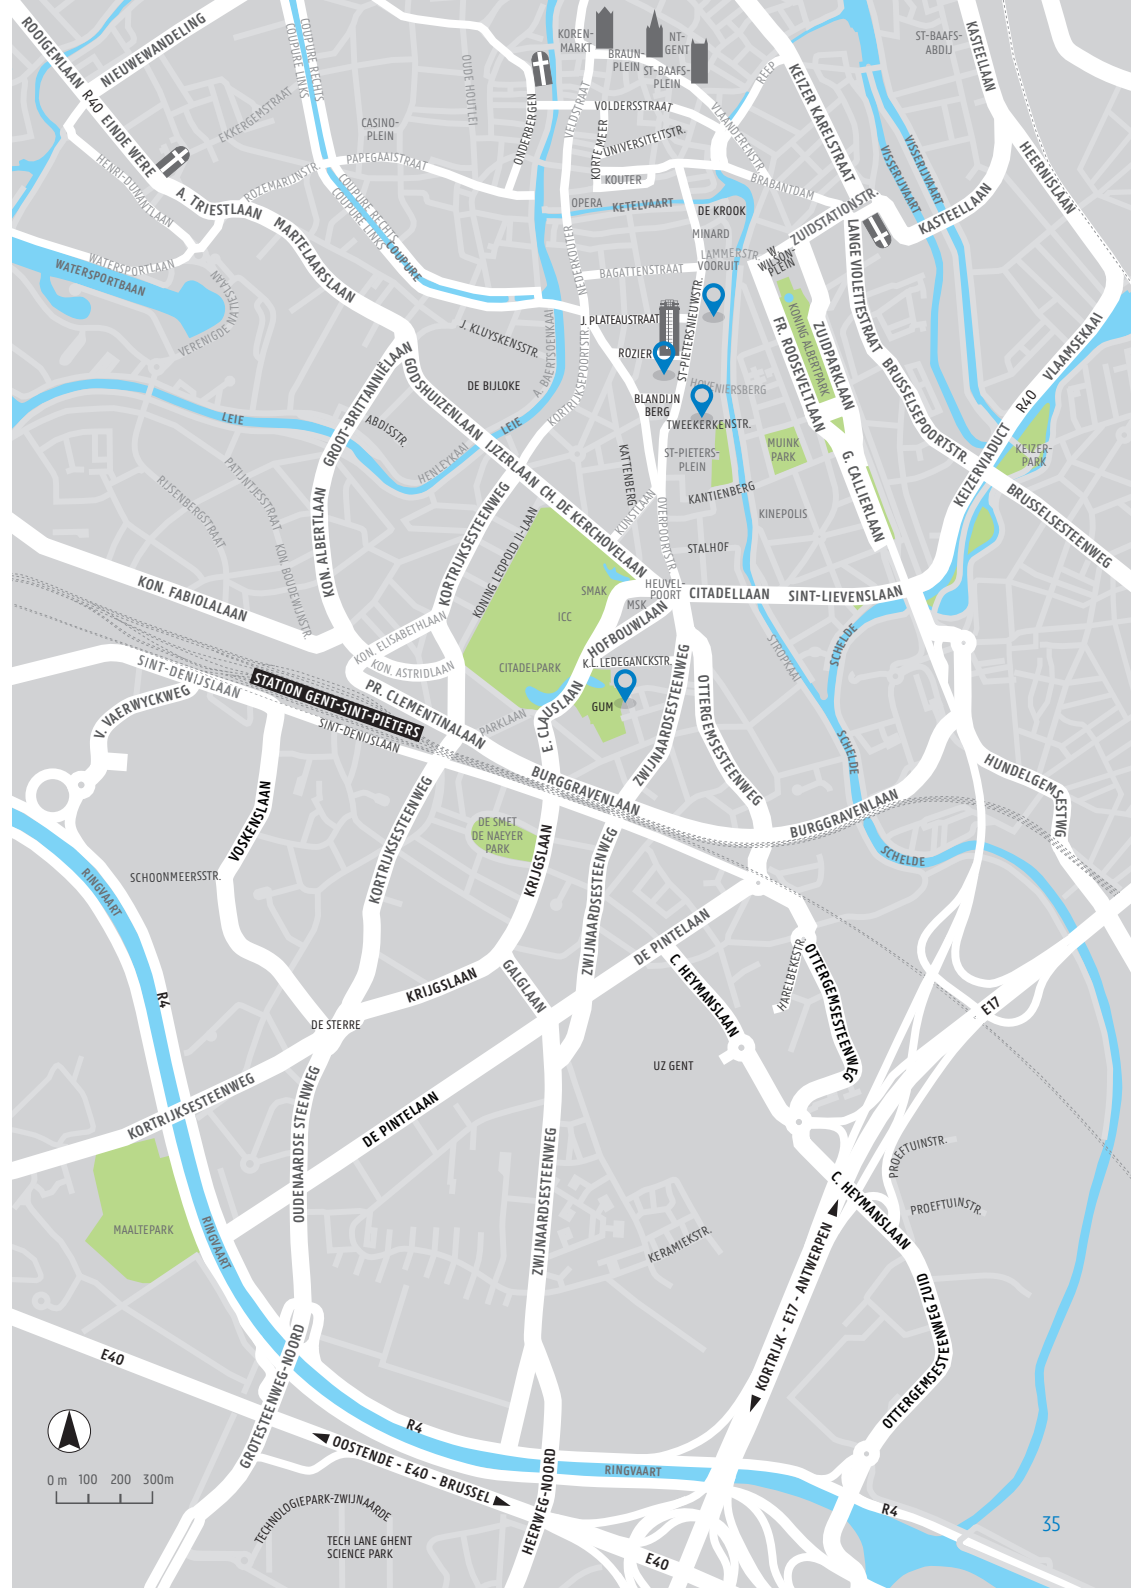 ROOIGEMLAAN
R40
EINDE WERE
NIEUWEWANDELING
COUPURE RECHTS
COUPURE LINKS
EKKERGEMSTRAAT
CASINO-
PLEIN
OUDE HOUTLEI
KOREN-
MARKT
BRAUN-
PLEIN
NT-
GENT
ST-BAAFS-
PLEIN
ST-BAAFS-
ABDIJ
KASTEELLAAN
KEIZER KARELSTRAAT
REEP
VOLDERSSTRAAT
VLAANDERENSTR.
VELDSTRAAT
KORTE MEER
UNIVERSITEITSTR.
ONDERBERGEN
VISSERIJVAART
VISSERIJVAART
HEERNISLAAN
HENRI DUNANTLAAN
ROZEMARIJNSTR.
PAPEGAAISTRAAT
KOUTER
BRABANTDAM
A. TRIESTLAAN
MARTELAARSLAAN
COUPURE RECHTS
COUPURE LINKS
COUPURE
OPERA
KETELVAART
DE KROOK
MINARD
LAMMERSTR.
VOORUIT
W.
WILSON-
PLEIN
ZUIDSTATIONSTR.
KASTEELLAAN
LANGE VIOLETTESTRAAT
WATERSPORTLAAN
WATERSPORTBAAN
VERENIGDE NATIESLAAN
NEDERKOUTER
BAGATTENSTRAAT
J. PLATEAUSTRAAT
ST-PIETERSNIEUWSTR.
ROZIER
J. KLUYSKENSSTR.
A. BAERTSOENKAAI
KORTRIJKSEPOORTSTR.
KONING ALBERTPARK
ZUIDPARKLAAN
FR. ROOSEVELTLAAN
VLAAMSEKAAI
R40
KEIZERVIADUCT
DE BIJLOKE
GODSHUIZENLAAN
GROOT-BRITTANNIËLAAN
HOVENIERSBERG
BLANDIJN
BERG
TWEEKERKENSTR.
BRUSSELSEPOORTSTR.
LEIE
ABDISSTR.
LEIE
HENLEYKAAI
IJZERLAAN
KATTENBERG
ST-PIETERS-
PLEIN
MUINK
PARK
G. CALLIERLAAN
KEIZER-
PARK
BRUSSELSESTEENWEG
PATIJNTJESTRAAT
RIJSENBERGSTRAAT
KON. BOUDEWIJNSTR.
KON. ALBERTLAAN
KORTRIJKSESTEENWEG
KONING LEOPOLD II-LAAN
CH. DE KERCHOVELAAN
KUNSTLAAN
OVERPOORTSTR.
KANTIENBERG
KINEPOLIS
STALHOF
KON. FABIOLALAAN
SMAK
ICC
MSK
HEUVEL-
POORT
CITADELLAAN
SINT-LIEVENSLAAN
HOFBOUWLAAN
KON. ELISABETHLAAN
KON. ASTRIDLAAN
CITADELPARK
K.L. LEDEGANCKSTR.
GUM
STROPKAAI
SCHELDE
SINT-DENIJSLAAN
STATION GENT-SINT-PIETERS
SINT-DENIJSLAAN
PR. CLEMENTINALAAN
PARKLAAN
E. CLAUSLAAN
ZWIJNAARDSESTEENWEG
OTTERGEMSESTEENWEG
V. VAERWYCKWEG
SCHELDE
HUNDELGEMSESTWG
BURGGRAVENLAAN
BURGGRAVENLAAN
VOSKENSLAAN
KORTRIJKSESTEENWEG
DE SMET
DE NAEYER
PARK
KRIJGSLAAN
ZWIJNAARDSESTEENWEG
SCHELDE
SCHOONMEERSSTR.
RINGVAART
R4
DE PINTELAAN
C. HEYMANSLAAN
HARELBEKESTR.
OTTERGEMSESTEENWEG
KRIJGSLAAN
GALGLAAN
DE STERRE
E17
UZ GENT
KORTRIJKSESTEENWEG
OUDENAARDSE STEENWEG
DE PINTELAAN
ZWIJNAARDSESTEENWEG
PROEFTUINSTR.
PROEFTUINSTR.
C. HEYMANSLAAN
MAALTEPARK
RINGVAART
KERAMIEKSTR.
KORTRIJK - E17 - ANTWERPEN
OTTERGEMSESTEENWEG ZUID
E40
GROTESTEENWEG-NOORD
R4
OOSTENDE - E40 - BRUSSEL
HEERWEG-NOORD
RINGVAART
R4
0 m 100 200 300m
TECHNOLOGIEPARK-ZWIJNAARDE
TECH LANE GHENT
SCIENCE PARK
E40
35